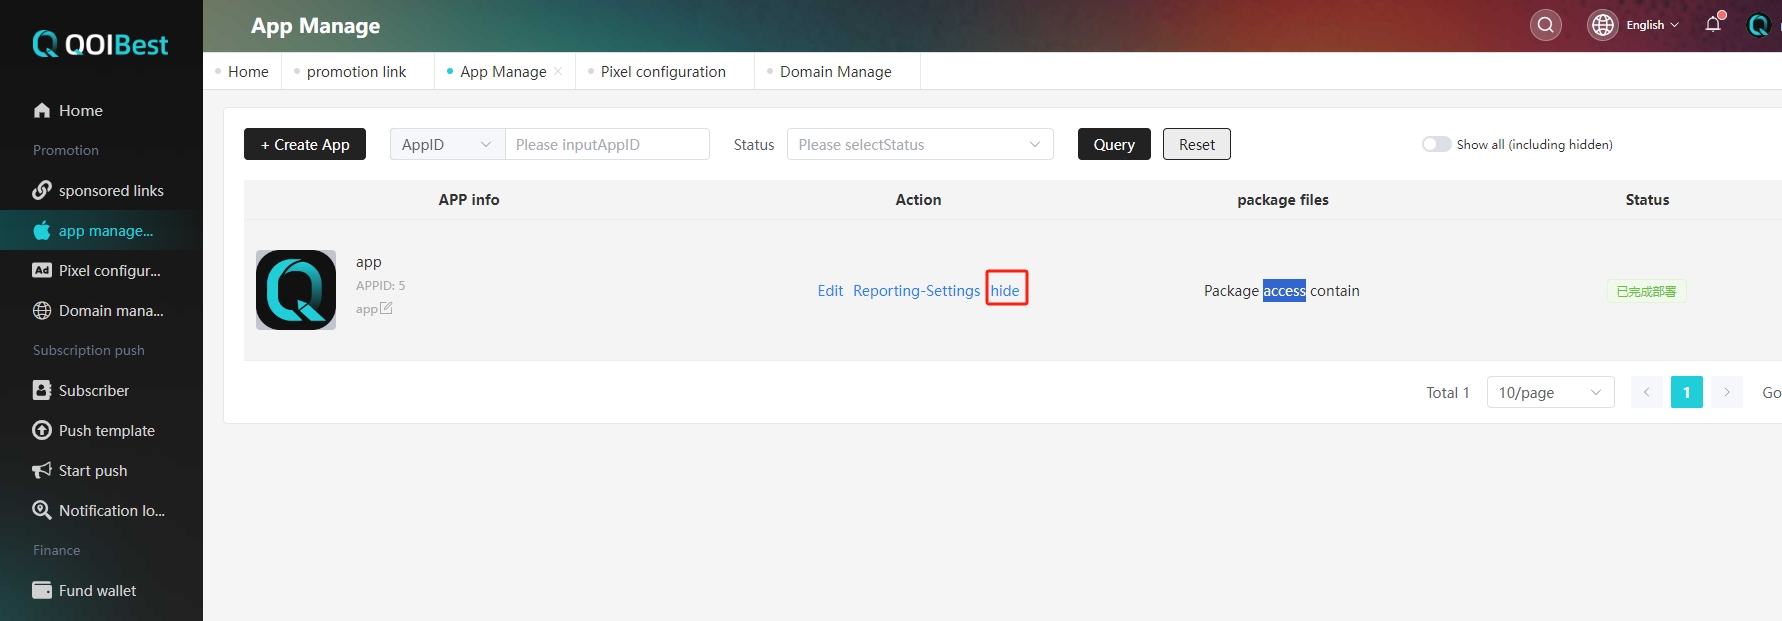 QOIBest
App Manage
English
Home
promotion link
App Manage
Pixel configuration
Domain Manage
Home
Promotion
sponsored links
app manage...
Pixel configur...
Domain mana...
Subscription push
Subscriber
Push template
Start push
Notification lo...
Finance
Fund wallet
+ Create App
AppID
Please inputAppID
Status
Please selectStatus
Query
Reset
Show all (including hidden)
APP info
Action
package files
Status
app
APPID: 5
app
Edit Reporting-Settings hide
Package access contain
已完成部署
Total 1
10/page
1
Go